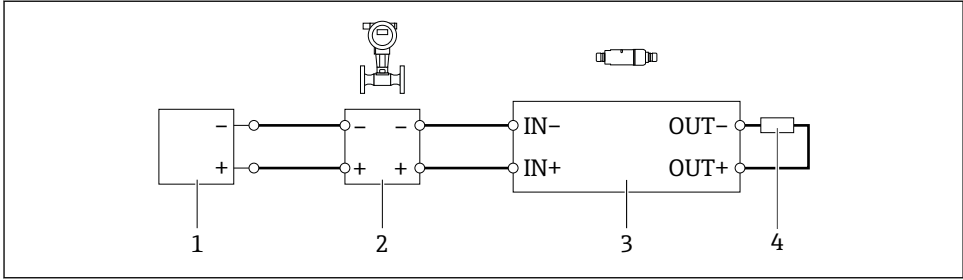 − − − IN− OUT−
+ + + IN+ OUT+
1 2 3 4